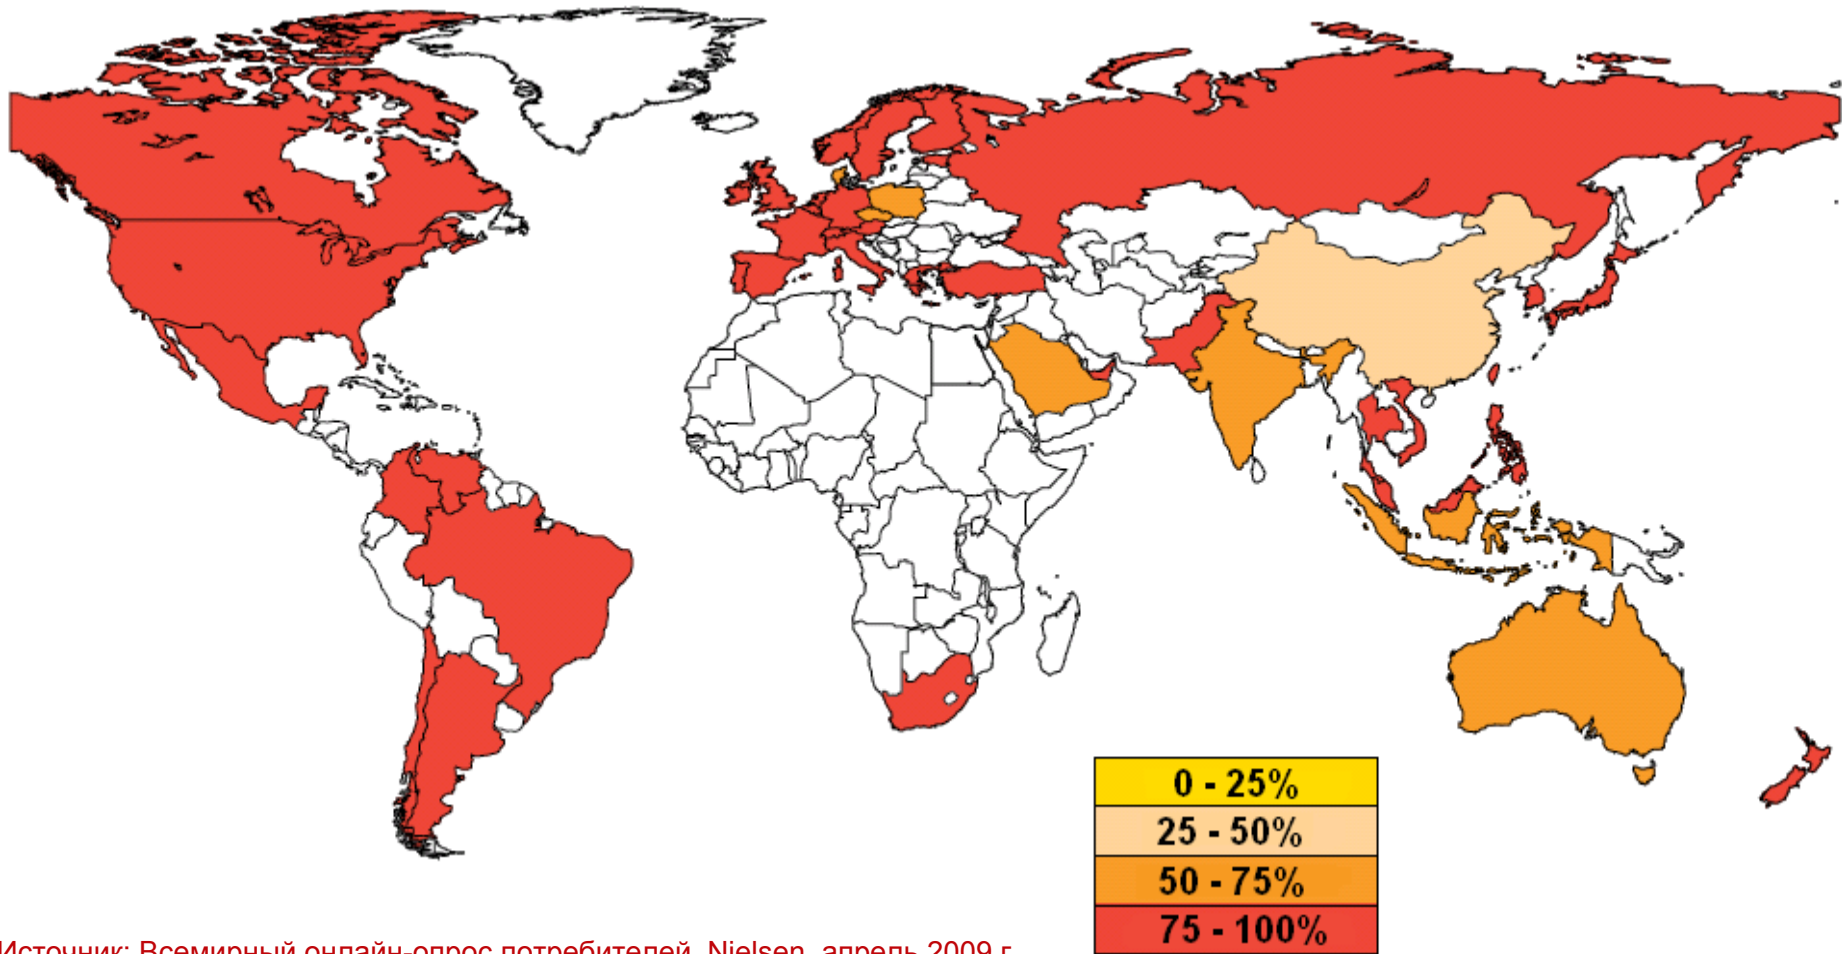 0 - 25%
25 - 50%
50 - 75%
75 - 100%
Источник: Всемирный онлайн-опрос потребителей, Nielsen, апрель 2009 г.